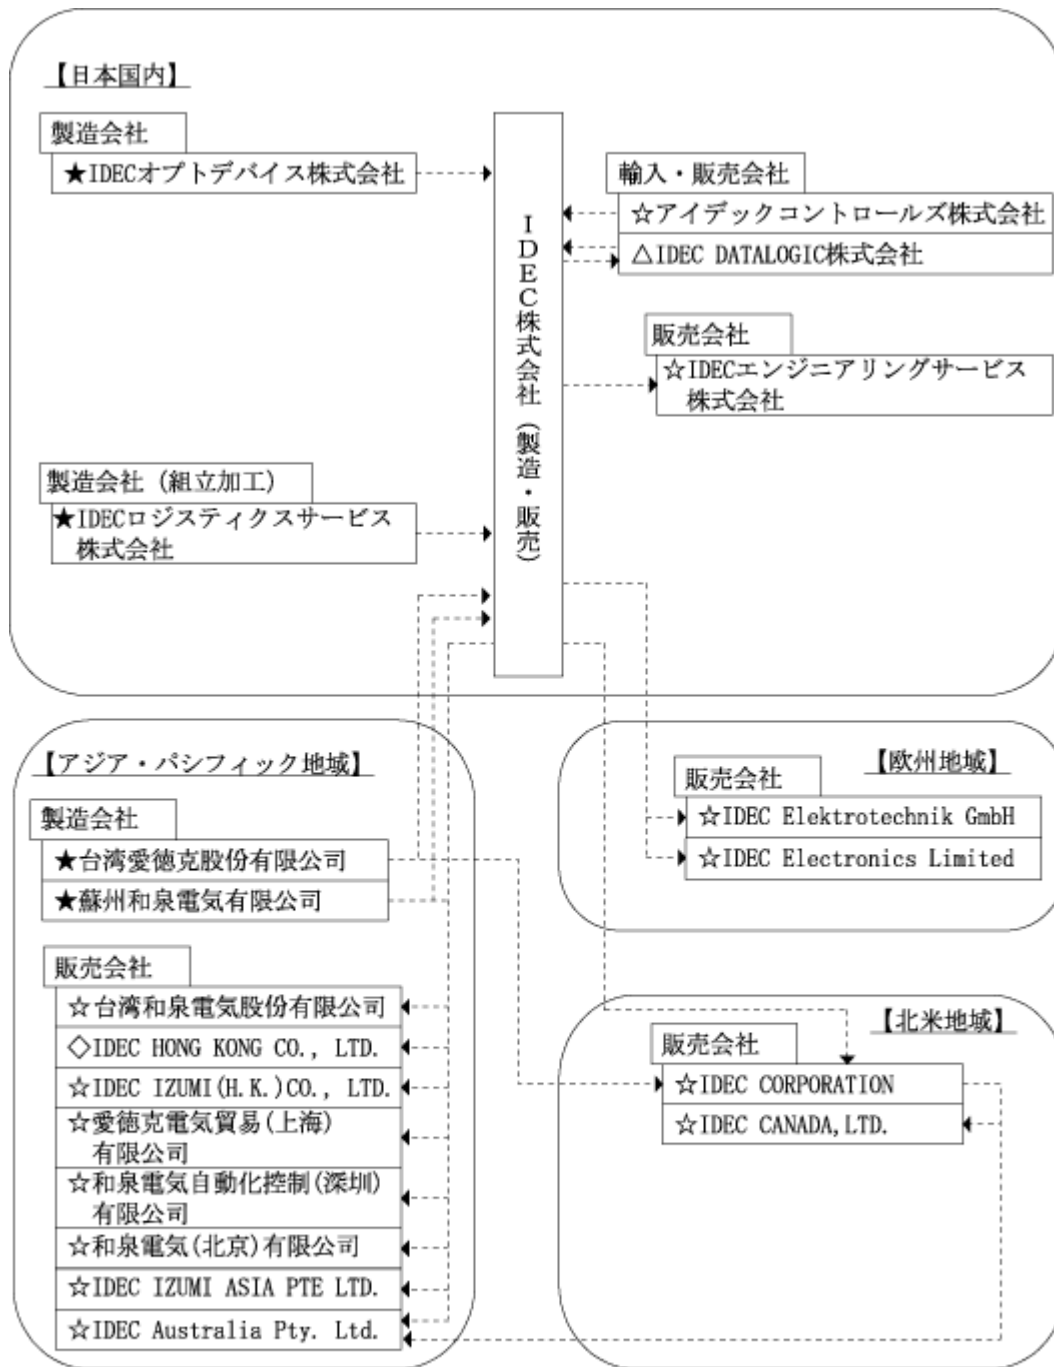 【日本国内】
製造会社
★IDECオプトデバイス株式会社
輸入・販売会社
☆アイデックコントロールズ株式会社
△IDEC DATALOGIC株式会社
IDEC株式会社（製造・販売）
販売会社
☆IDECエンジニアリングサービス
株式会社
製造会社（組立加工）
★IDECロジスティクスサービス
株式会社
【アジア・パシフィック地域】
製造会社
★台湾愛徳克股份有限公司
★蘇州和泉電気有限公司
販売会社
☆台湾和泉電気股份有限公司
◇IDEC HONG KONG CO., LTD.
☆IDEC IZUMI(H.K.)CO., LTD.
☆愛徳克電気貿易(上海)
有限公司
☆和泉電気自動化控制(深圳)
有限公司
☆和泉電気(北京)有限公司
☆IDEC IZUMI ASIA PTE LTD.
☆IDEC Australia Pty. Ltd.
【欧州地域】
販売会社
☆IDEC Elektrotechnik GmbH
☆IDEC Electronics Limited
【北米地域】
販売会社
☆IDEC CORPORATION
☆IDEC CANADA,LTD.